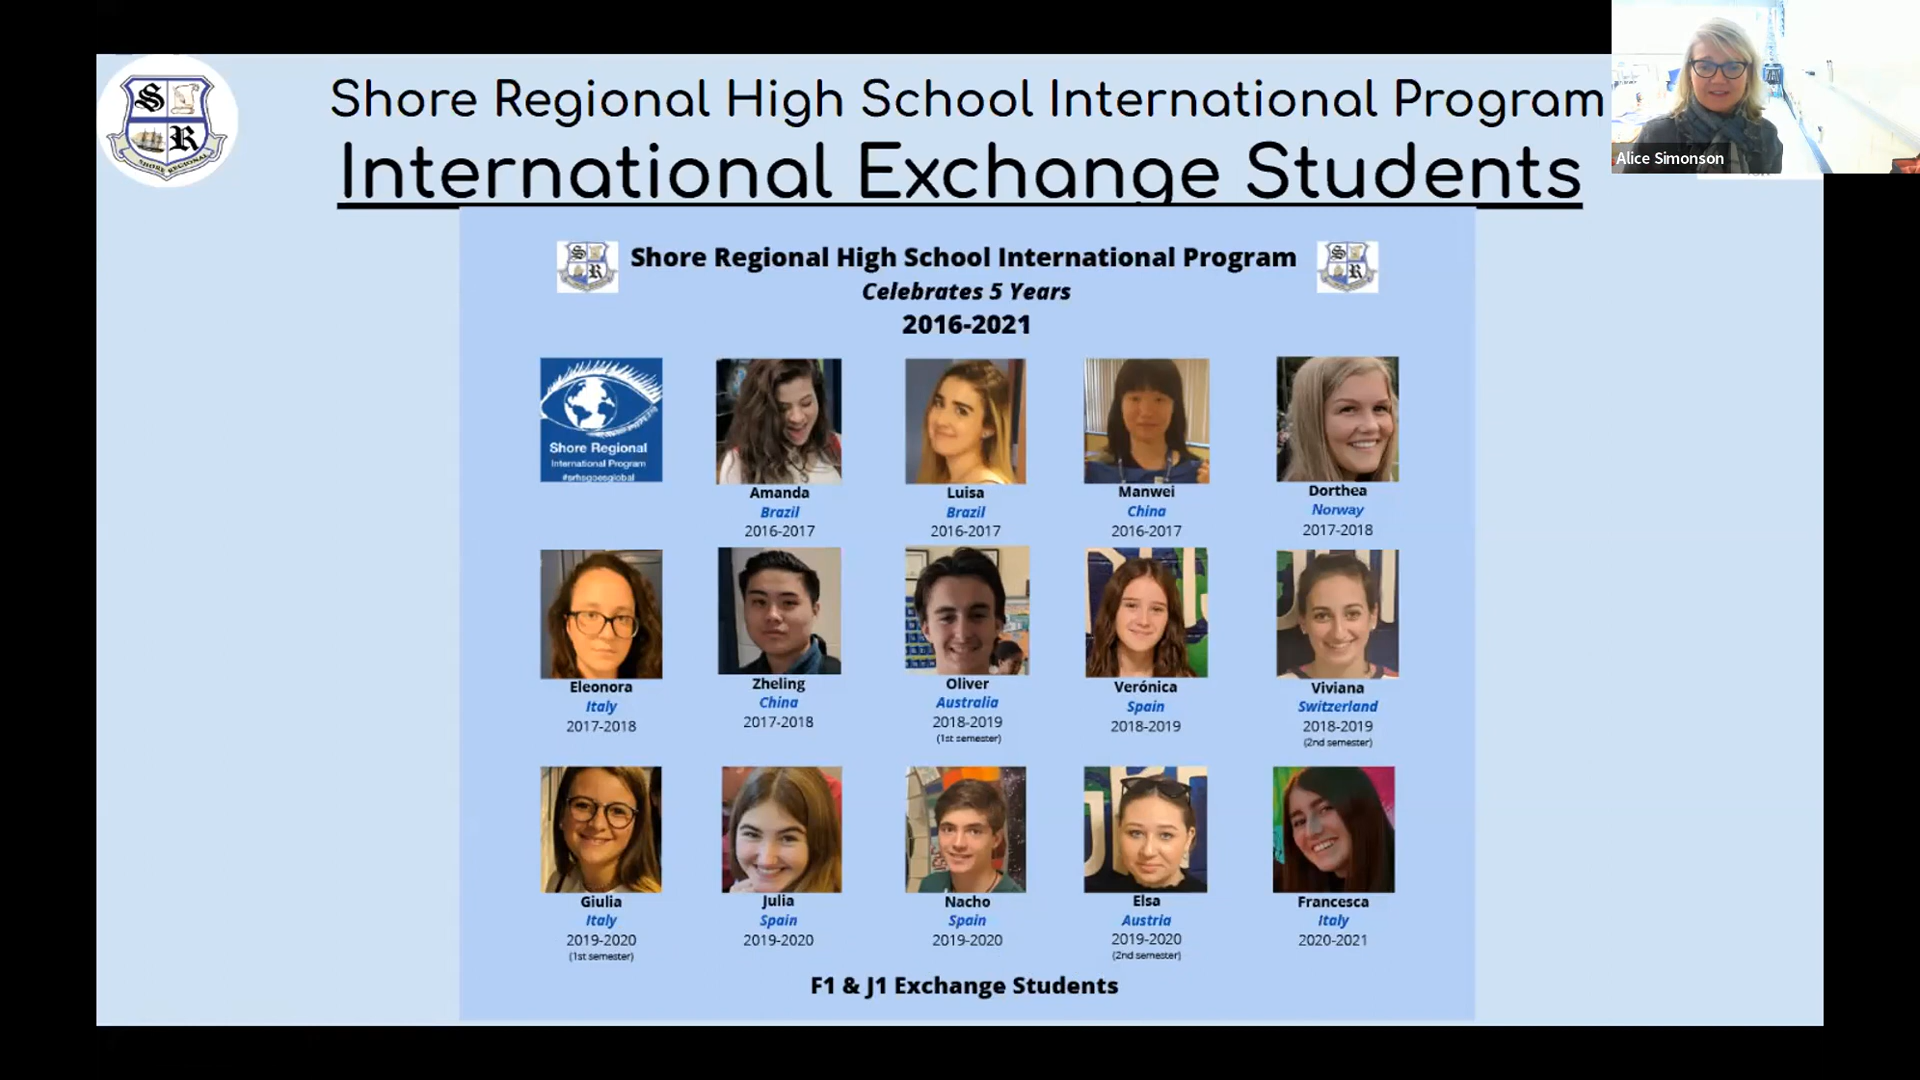 Shore Regional High School International Program
International Exchange Students
Alice Simonson
S
R
SHORE REGIONAL
Shore Regional High School International Program
Celebrates 5 Years
2016-2021
Shore Regional
International Program
#srhsgoesglobal
Amanda
Brazil
2016-2017
Luisa
Brazil
2016-2017
Manwei
China
2016-2017
Dorthea
Norway
2017-2018
Eleonora
Italy
2017-2018
Zheling
China
2017-2018
Oliver
Australia
2018-2019
(1st semester)
Verónica
Spain
2018-2019
Viviana
Switzerland
2018-2019
(2nd semester)
Giulia
Italy
2019-2020
(1st semester)
Julia
Spain
2019-2020
Nacho
Spain
2019-2020
Elsa
Austria
2019-2020
(2nd semester)
Francesca
Italy
2020-2021
F1 & J1 Exchange Students